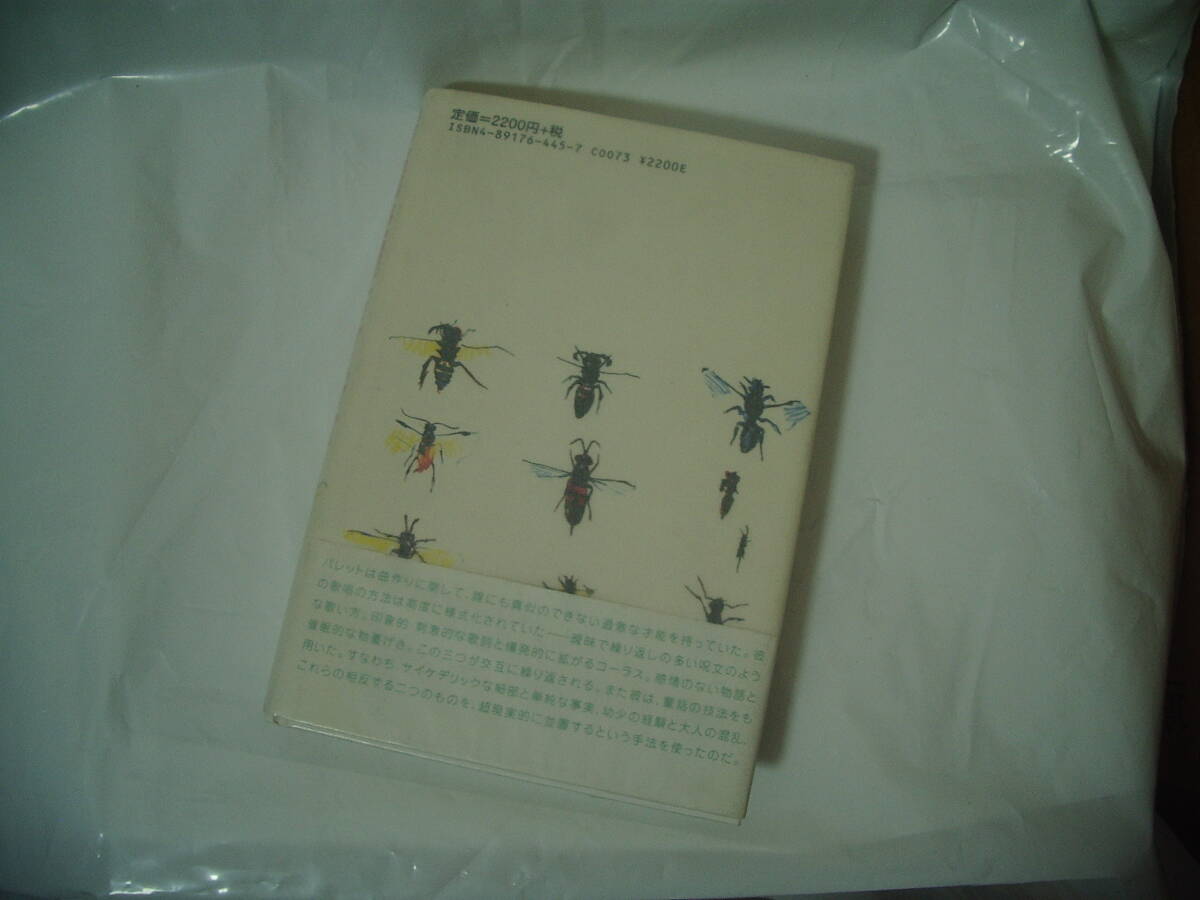 定価=2200円+税
ISBN4-89176-445-7 C0073 ¥2200E
バレットは曲作りに関して、誰にも真似のできない過激な才能を持っていた。彼
の歌唱の方法は高度に様式化されていた——曖昧で繰り返しの多い呪文のよう
な歌い方。印象的・刺激的な歌詞と爆発的に拡がるコーラス。感情のない物語と
催眠的な物書げき。この三つが交互に繰り返される。また彼は、童話の技法をも
用いた。すなわち、サイケデリックな細部と単純な事実、幼少の経験と大人の混乱、
これらの相反する二つのものを、超現実的に並置するという手法を使ったのだ。